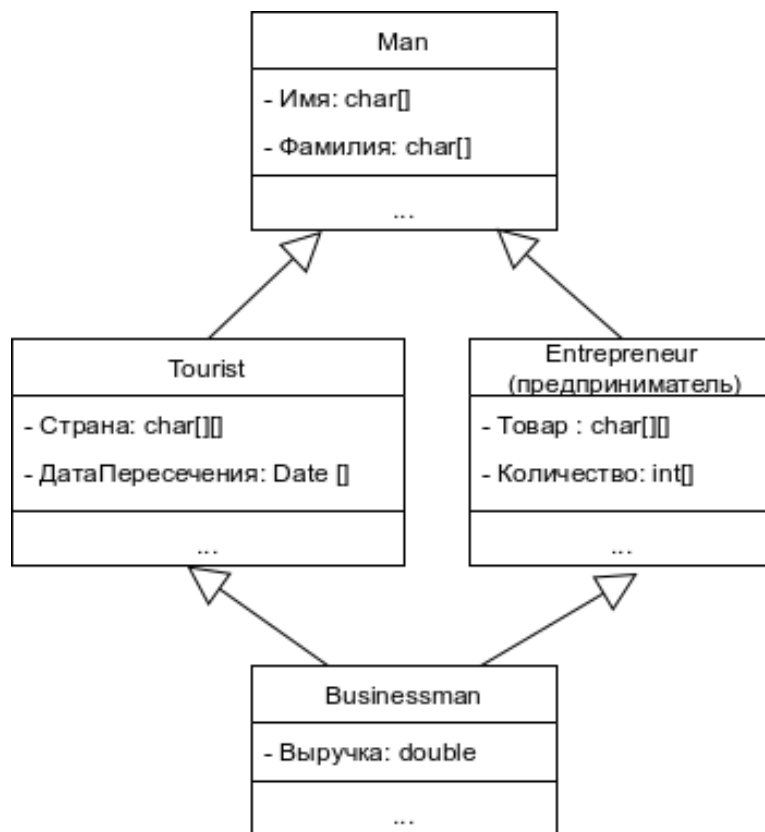 Man
- Имя: char[]
- Фамилия: char[]
...
Tourist
- Страна: char[][]
- ДатаПересечения: Date []
...
Entrepreneur
(предприниматель)
- Товар : char[][]
- Количество: int[]
...
Businessman
- Выручка: double
...